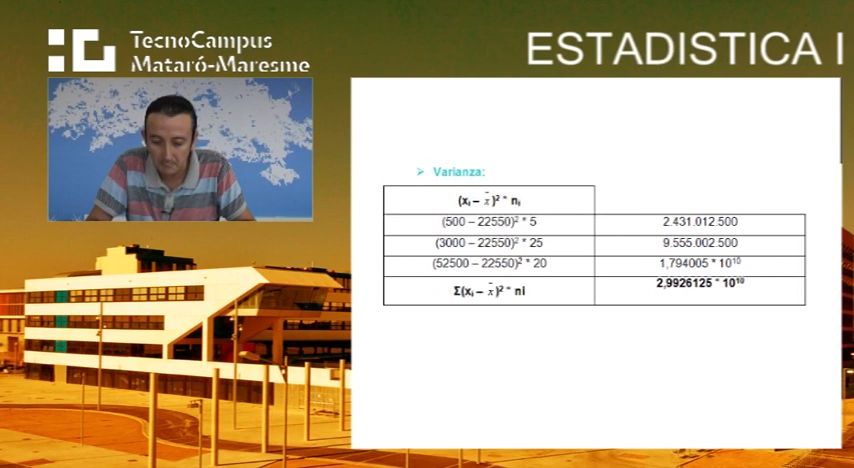 TecnoCampus
Mataró-Maresme
ESTADISTICA I
➢ Varianza:
(xᵢ – x̄)² * nᵢ
(500 – 22550)² * 5 2.431.012.500
(3000 – 22550)² * 25 9.555.002.500
(52500 – 22550)² * 20 1,794005 * 10¹⁰
Σ(xᵢ – x̄)² * ni 2,9926125 * 10¹⁰